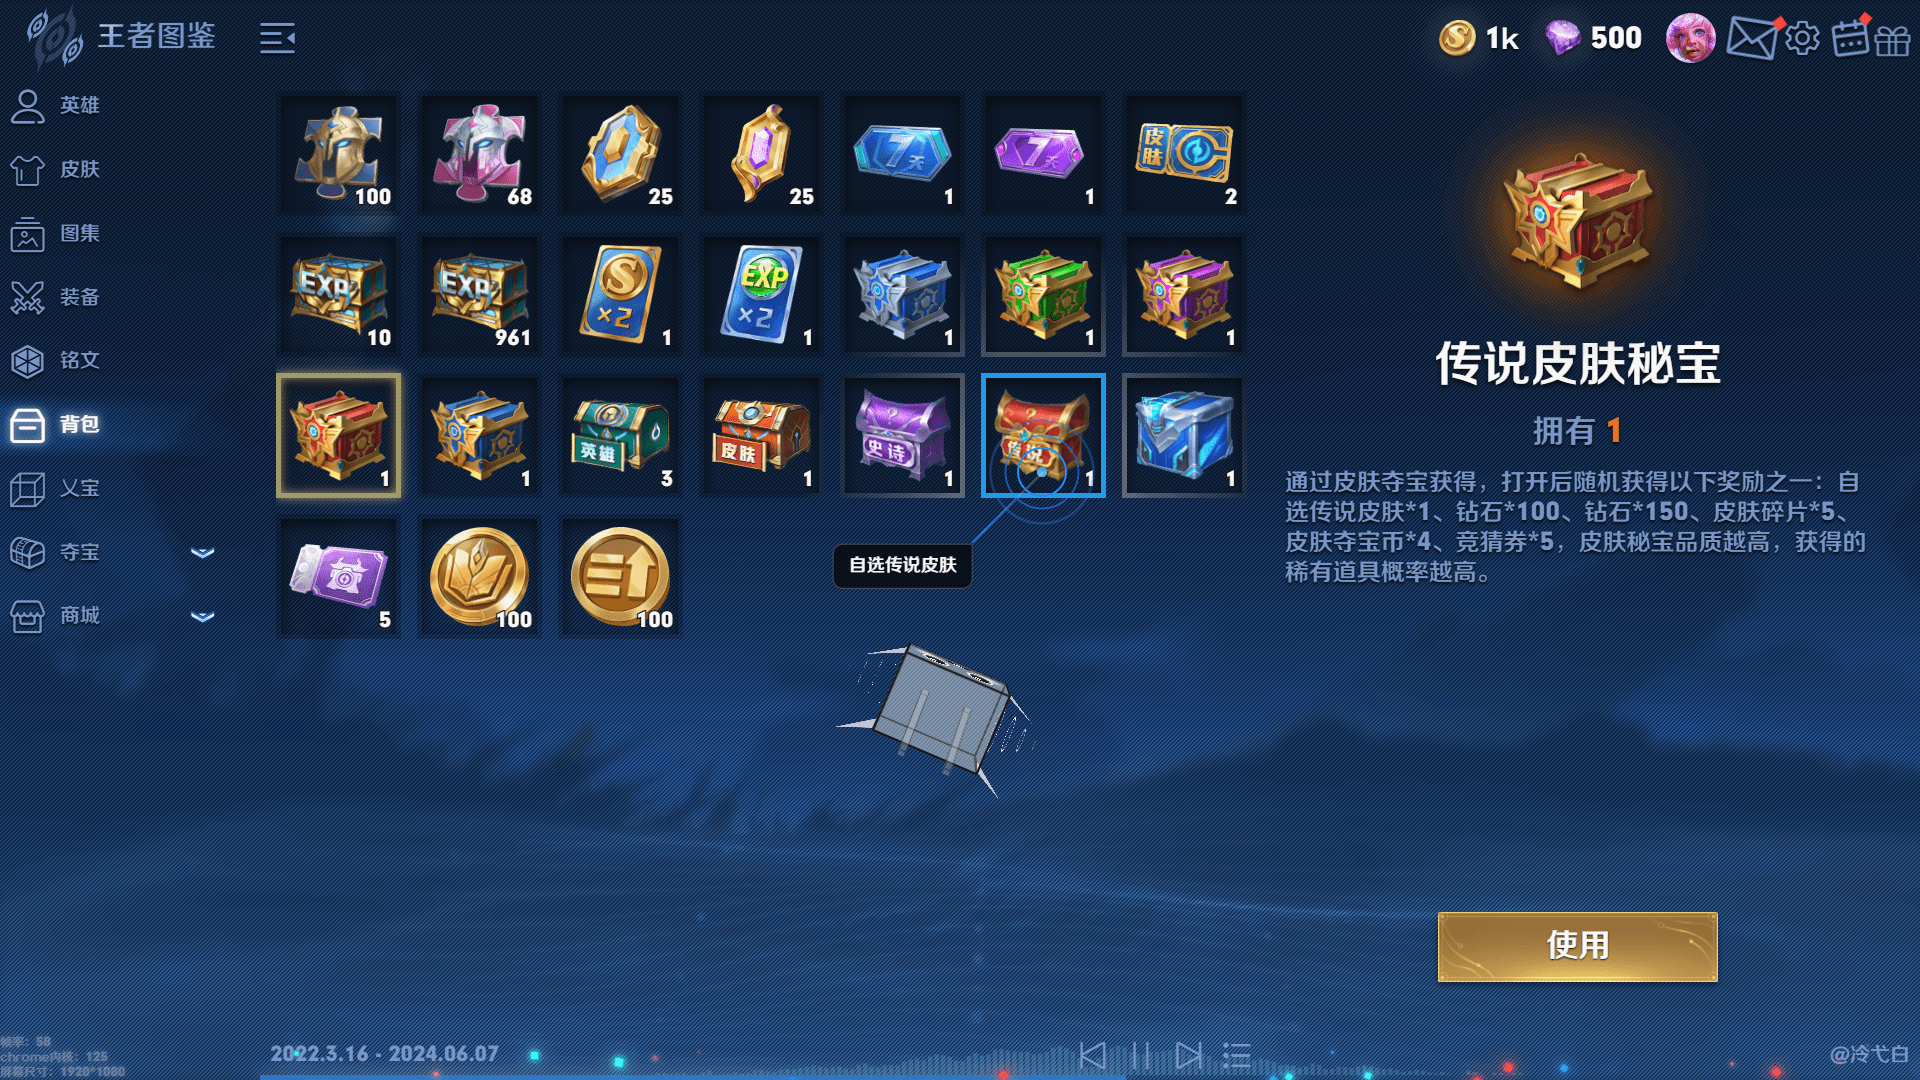 王者图鉴
1k
500
英雄
皮肤
图集
装备
铭文
背包
乂宝
夺宝
商城
100
68
25
25
7天
1
7天
1
皮肤
2
EXP
10
EXP
961
S
×2
1
EXP
×2
1
1
1
1
1
1
英雄
3
皮肤
1
史诗
1
传说
1
1
5
100
100
自选传说皮肤
传说皮肤秘宝
拥有 1
通过皮肤夺宝获得，打开后随机获得以下奖励之一：自
选传说皮肤*1、钻石*100、钻石*150、皮肤碎片*5、
皮肤夺宝币*4、竞猜券*5，皮肤秘宝品质越高，获得的
稀有道具概率越高。
使用
帧率：58
chrome内核：125
屏幕尺寸：1920*1080
2022.3.16 - 2024.06.07
@冷弋白